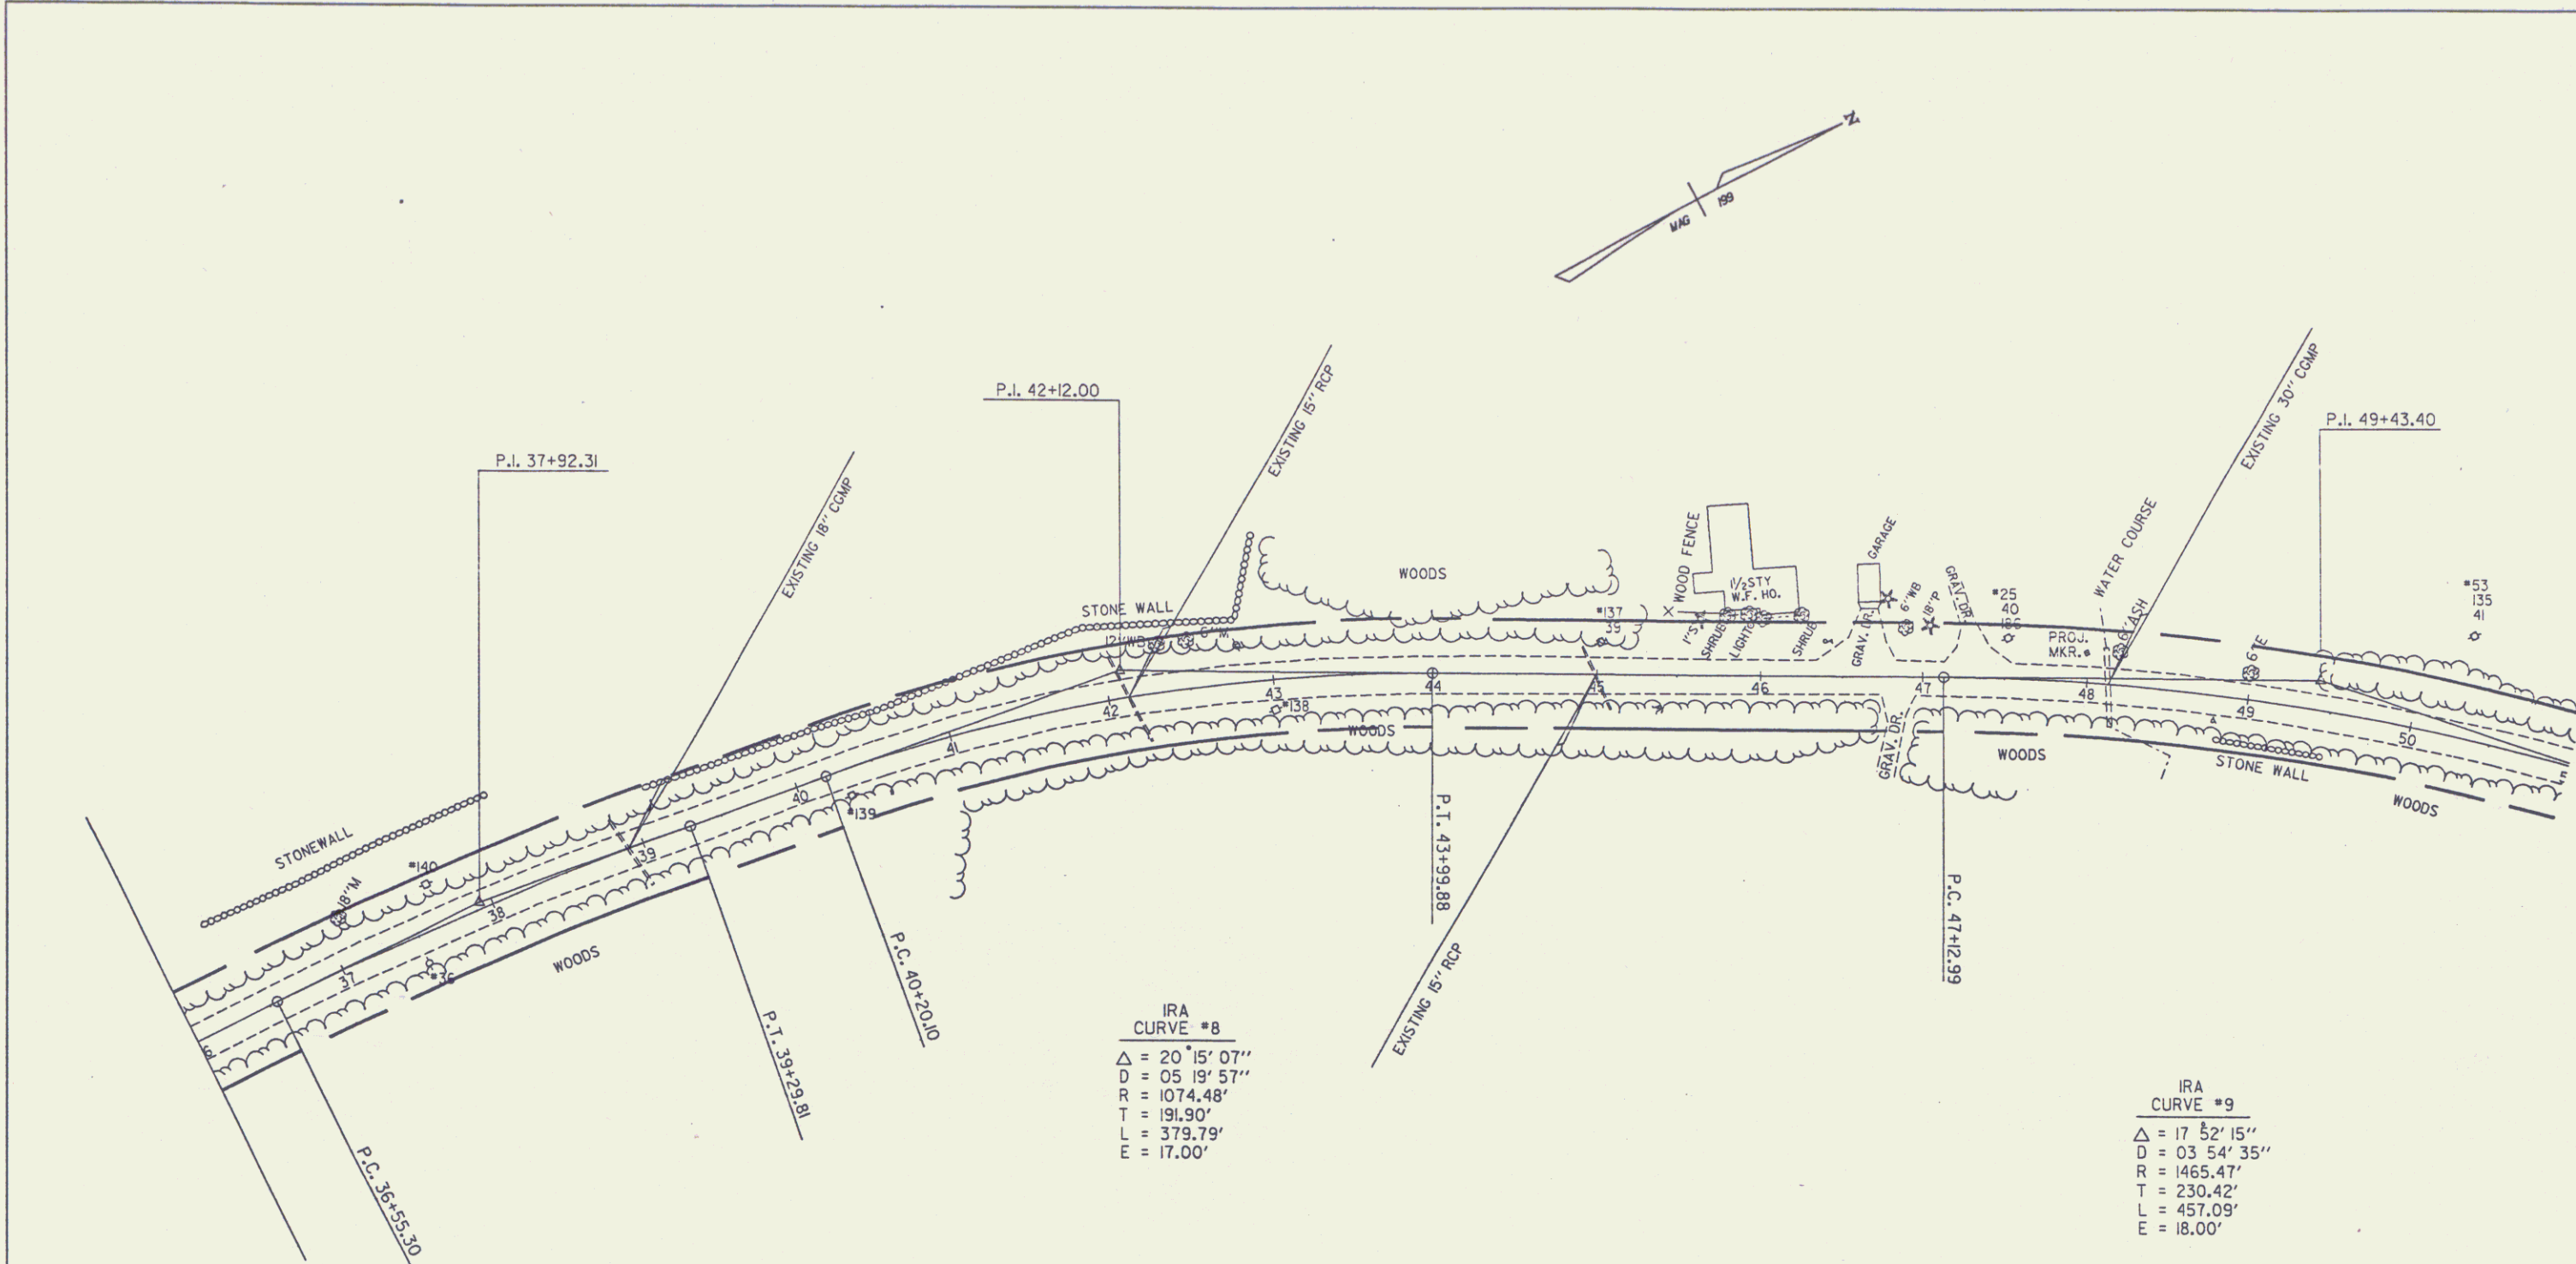 N
MAG
199
P.I. 37+92.31
P.I. 42+12.00
P.I. 49+43.40
EXISTING 18" CGMP
EXISTING 15" RCP
EXISTING 30" CGMP
STONEWALL
18"M
#140
#36
WOODS
37
38
39
40
41
42
43
44
45
46
47
48
49
50
#139
STONE WALL
12"WB
6"M
#138
WOODS
WOODS
#137
39
WOOD FENCE
1½ STY
W.F. HO.
1"S
SHRUB
LIGHT
SHRUB
GARAGE
GRAV. DR.
6"WB
18"P
GRAV. DR.
#25
40
186
PROJ.
MKR.
WATER COURSE
6"ASH
6"E
#53
135
41
GRAV. DR.
WOODS
STONE WALL
WOODS
P.C. 36+55.30
P.T. 39+29.81
P.C. 40+20.10
P.T. 43+99.88
EXISTING 15" RCP
P.C. 47+12.99
IRA
CURVE #8
Δ = 20°15'07"
D = 05 19'57"
R = 1074.48'
T = 191.90'
L = 379.79'
E = 17.00'
IRA
CURVE #9
Δ = 17°52'15"
D = 03 54'35"
R = 1465.47'
T = 230.42'
L = 457.09'
E = 18.00'